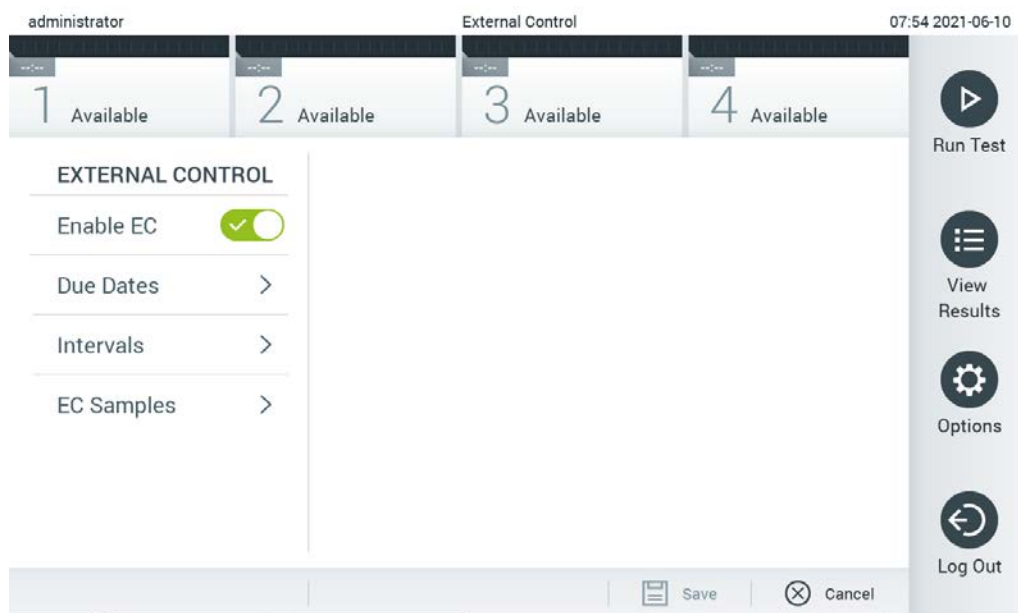 administrator External Control 07:54 2021-06-10
--:-- --:-- --:-- --:--
1 Available 2 Available 3 Available 4 Available
Run Test
EXTERNAL CONTROL
Enable EC
Due Dates
Intervals
EC Samples
View
Results
Options
Log Out
Save Cancel